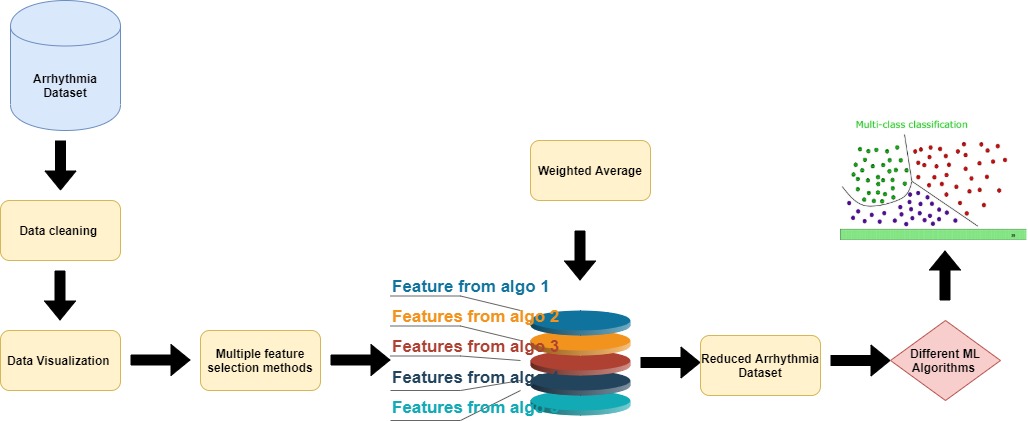 Arrhythmia
Dataset
Data cleaning
Data Visualization
Multiple feature
selection methods
Weighted Average
Feature from algo 1
Features from algo 2
Features from algo 3
Features from algo
Features from algo
Reduced Arrhythmia
Dataset
Different ML
Algorithms
Multi-class classification